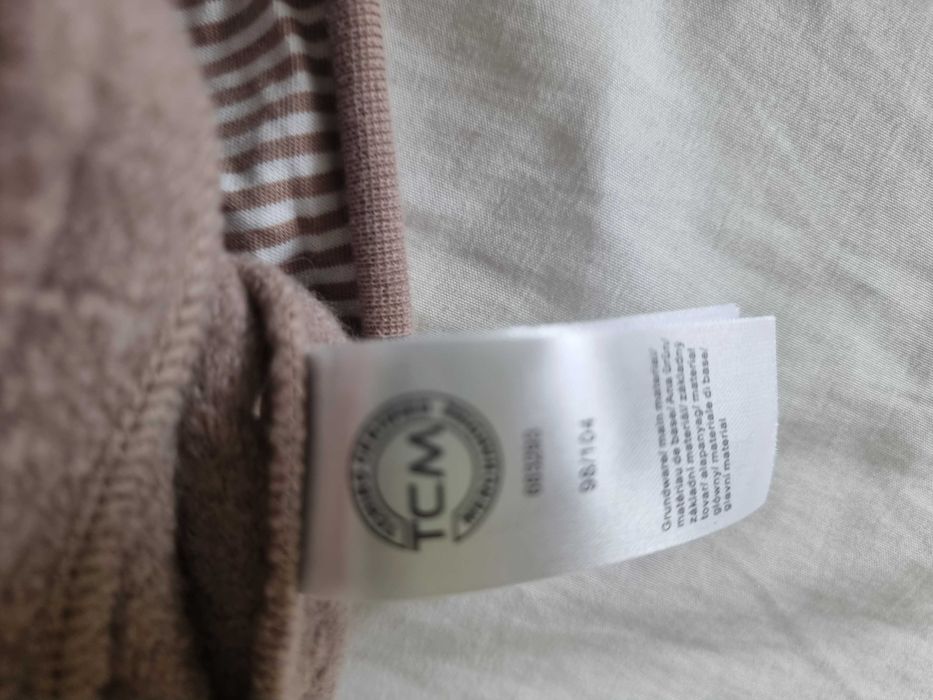 TCM
98/104
Grundware/ main material/
matériau de base/ Ana ürün/
základní materiál/ základný
tovar/ alapanyag/ materiał
główny/ materiale di base/
glavni material